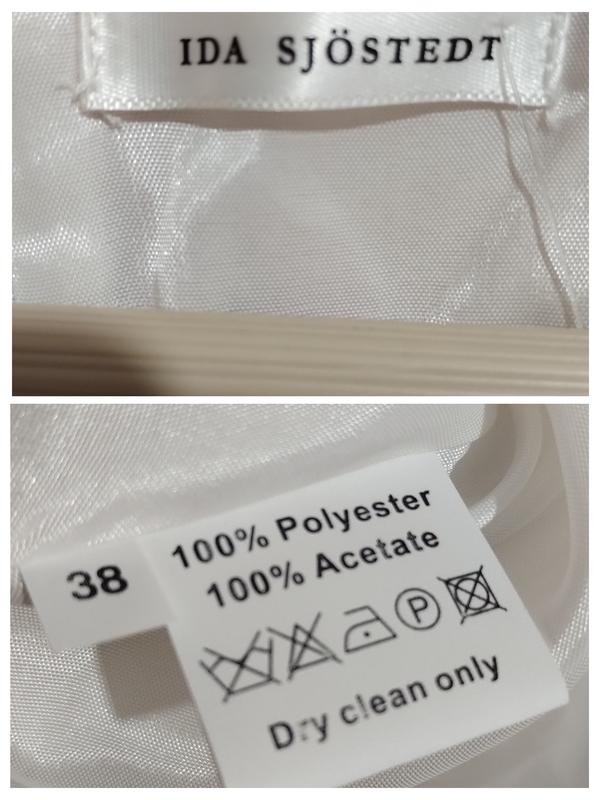 IDA SJÖSTEDT
38
100% Polyester
100% Acetate
P
Dry clean only